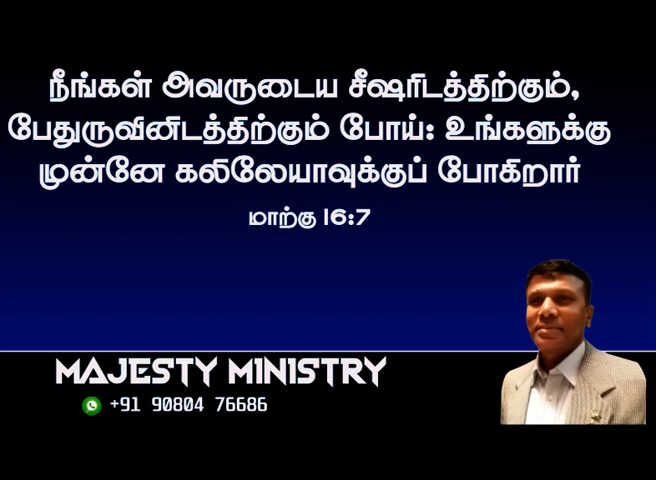 நீங்கள் அவருடைய சீஷரிடத்திற்கும்,
பேதுருவினிடத்திற்கும் போய்: உங்களுக்கு
முன்னே கலிலேயாவுக்குப் போகிறார்
மாற்கு 16:7
MAJESTY MINISTRY
+91 90804 76686